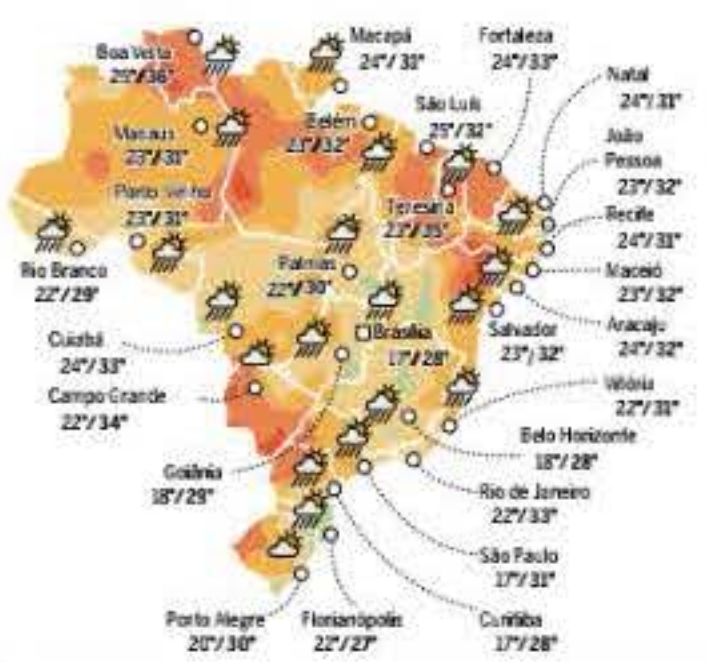 Boa Vista
25°/36°
Macapá
24°/31°
Fortaleza
24°/33°
Natal
24°/31°
São Luís
25°/32°
Belém
23°/32°
Manaus
23°/31°
João
Pessoa
23°/32°
Porto Velho
23°/31°
Teresina
23°/35°
Recife
24°/31°
Rio Branco
22°/29°
Palmas
22°/30°
Maceió
23°/32°
Cuiabá
24°/33°
Brasília
17°/28°
Salvador
23°/32°
Aracaju
24°/32°
Campo Grande
22°/34°
Vitória
22°/31°
Belo Horizonte
18°/28°
Goiânia
18°/29°
Rio de Janeiro
22°/33°
São Paulo
17°/31°
Porto Alegre
20°/30°
Florianópolis
22°/27°
Curitiba
17°/28°